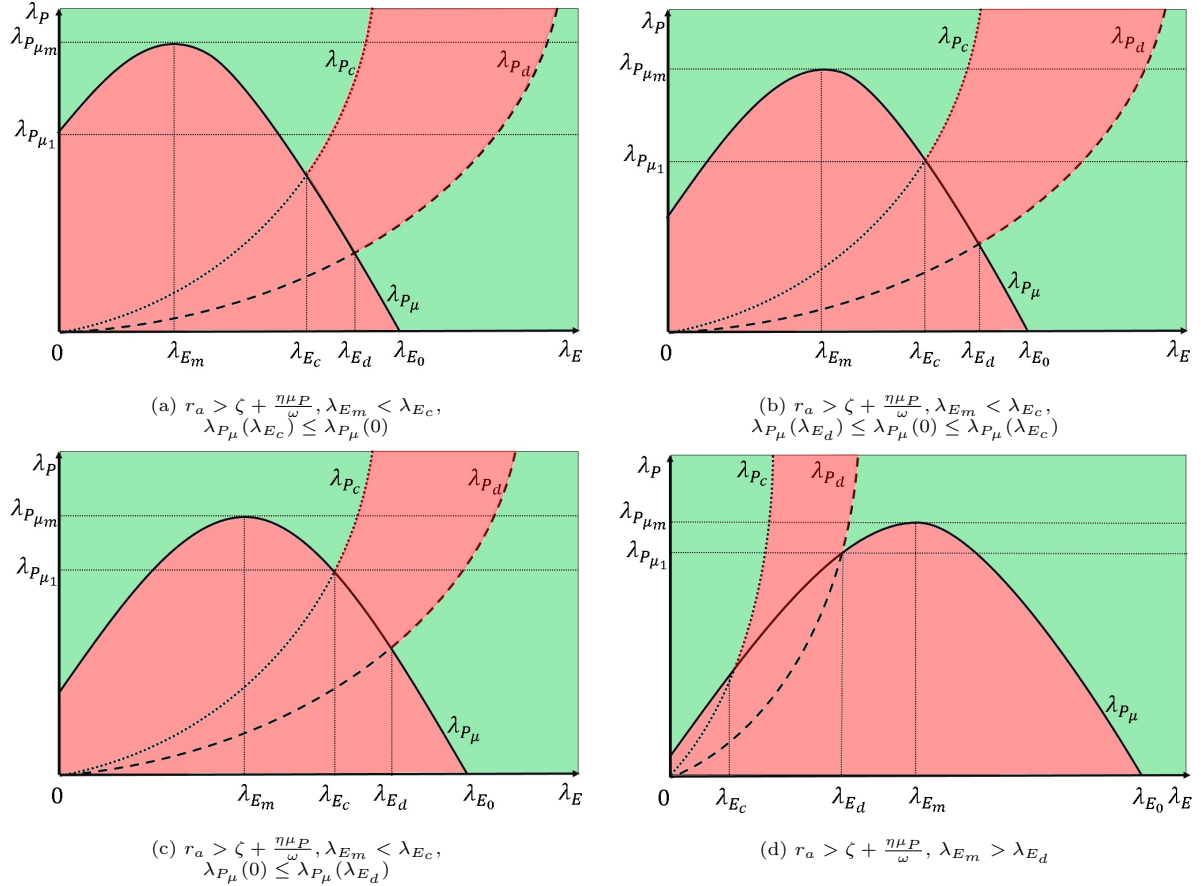 λ_P
λ_{P_{μ_m}}
λ_{P_c}
λ_{P_d}
λ_{P_{μ_1}}
λ_{P_μ}
0
λ_{E_m}
λ_{E_c}
λ_{E_d}
λ_{E_0}
λ_E
(a) r_a > ζ + \frac{ημ_P}{ω}, λ_{E_m} < λ_{E_c},
λ_{P_μ}(λ_{E_c}) ≤ λ_{P_μ}(0)
λ_P
λ_{P_c}
λ_{P_d}
λ_{P_{μ_m}}
λ_{P_{μ_1}}
λ_{P_μ}
0
λ_{E_m}
λ_{E_c}
λ_{E_d}
λ_{E_0}
λ_E
(b) r_a > ζ + \frac{ημ_P}{ω}, λ_{E_m} < λ_{E_c},
λ_{P_μ}(λ_{E_d}) ≤ λ_{P_μ}(0) ≤ λ_{P_μ}(λ_{E_c})
λ_P
λ_{P_c}
λ_{P_d}
λ_{P_{μ_m}}
λ_{P_{μ_1}}
λ_{P_μ}
0
λ_{E_m}
λ_{E_c}
λ_{E_d}
λ_{E_0}
λ_E
(c) r_a > ζ + \frac{ημ_P}{ω}, λ_{E_m} < λ_{E_c},
λ_{P_μ}(0) ≤ λ_{P_μ}(λ_{E_d})
λ_P
λ_{P_c}
λ_{P_d}
λ_{P_{μ_m}}
λ_{P_{μ_1}}
λ_{P_μ}
0
λ_{E_c}
λ_{E_d}
λ_{E_m}
λ_{E_0}
λ_E
(d) r_a > ζ + \frac{ημ_P}{ω}, λ_{E_m} > λ_{E_d}